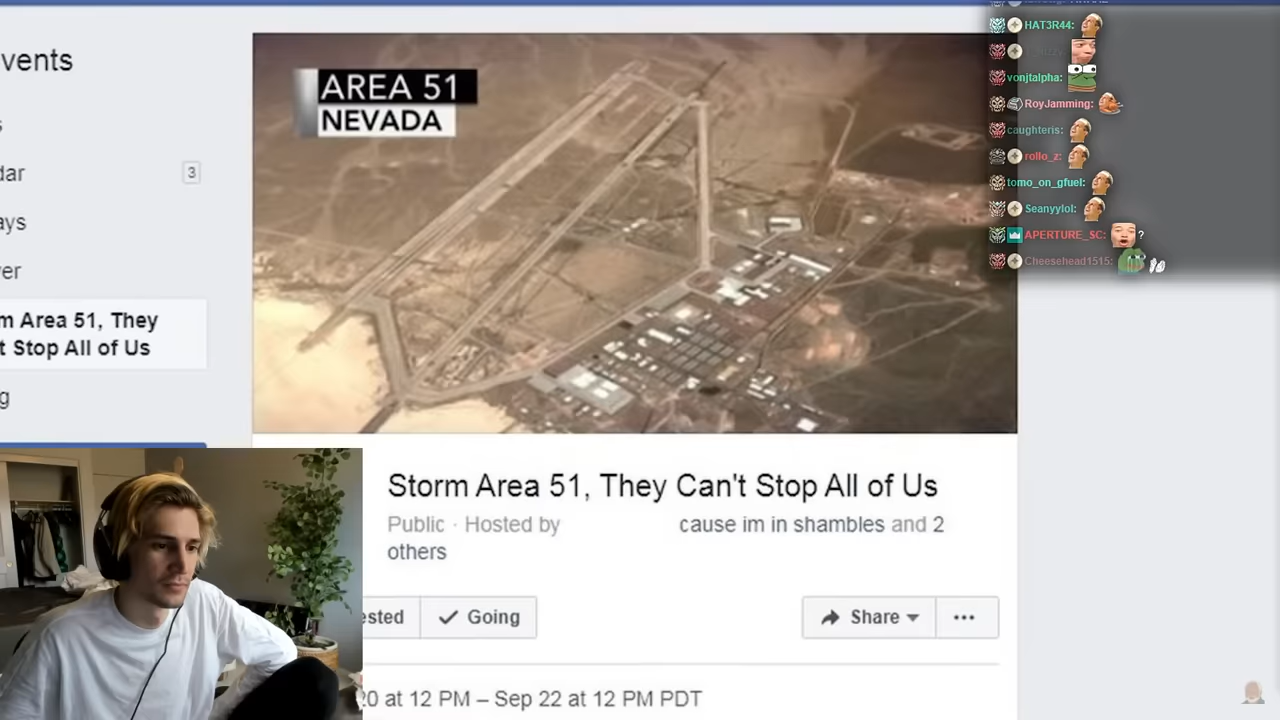 vents
s
dar
3
ays
er
m Area 51, They
t Stop All of Us
g
AREA 51
NEVADA
Storm Area 51, They Can't Stop All of Us
Public · Hosted by cause im in shambles and 2
others
ested
Going
Share
20 at 12 PM – Sep 22 at 12 PM PDT
HAT3R44:
vonjtalpha:
RoyJamming:
caughteris:
rollo_z:
tomo_on_gfuel:
Seanyylol:
APERTURE_SC: ?
Cheesehead1515: